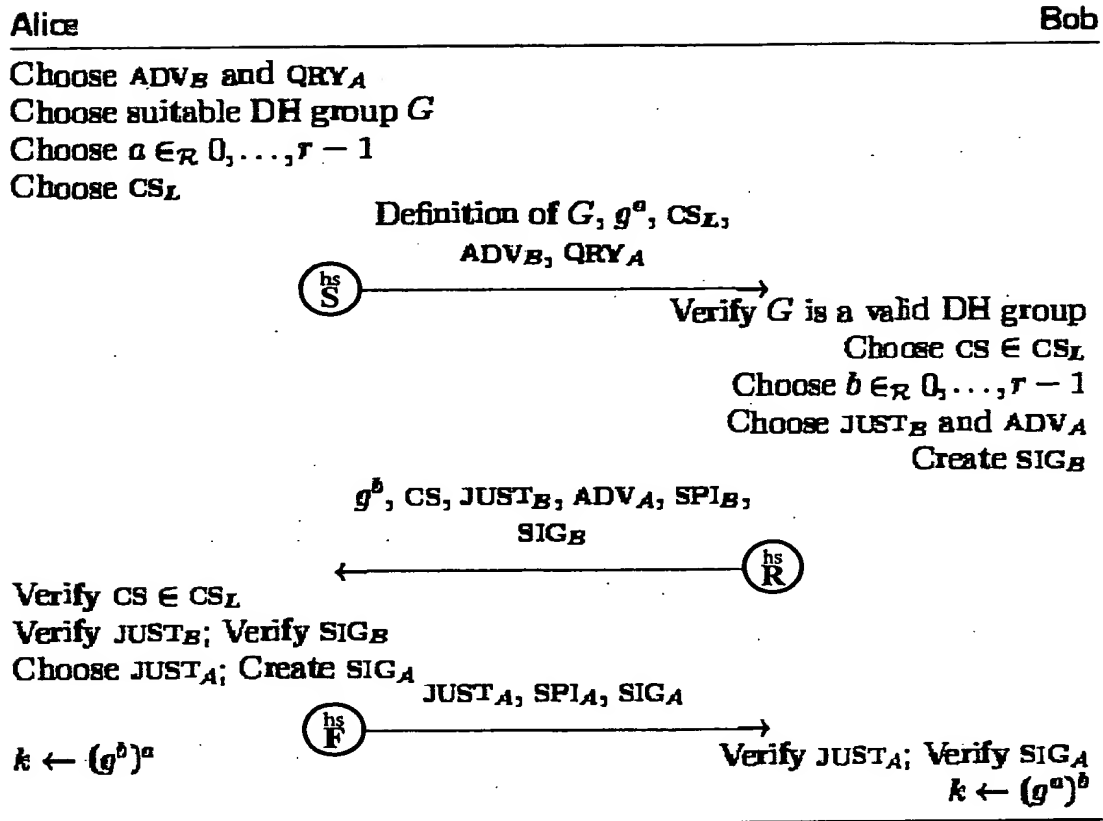 Alice Bob
Choose ADV_B and QRY_A
Choose suitable DH group G
Choose a ∈_R 0,…,r − 1
Choose CS_L
Definition of G, g^a, CS_L,
ADV_B, QRY_A
hs
S
Verify G is a valid DH group
Choose CS ∈ CS_L
Choose b ∈_R 0,…,r − 1
Choose JUST_B and ADV_A
Create SIG_B
g^b, CS, JUST_B, ADV_A, SPI_B,
SIG_B
hs
R
Verify CS ∈ CS_L
Verify JUST_B; Verify SIG_B
Choose JUST_A; Create SIG_A
JUST_A, SPI_A, SIG_A
hs
F
k ← (g^b)^a
Verify JUST_A; Verify SIG_A
k ← (g^a)^b